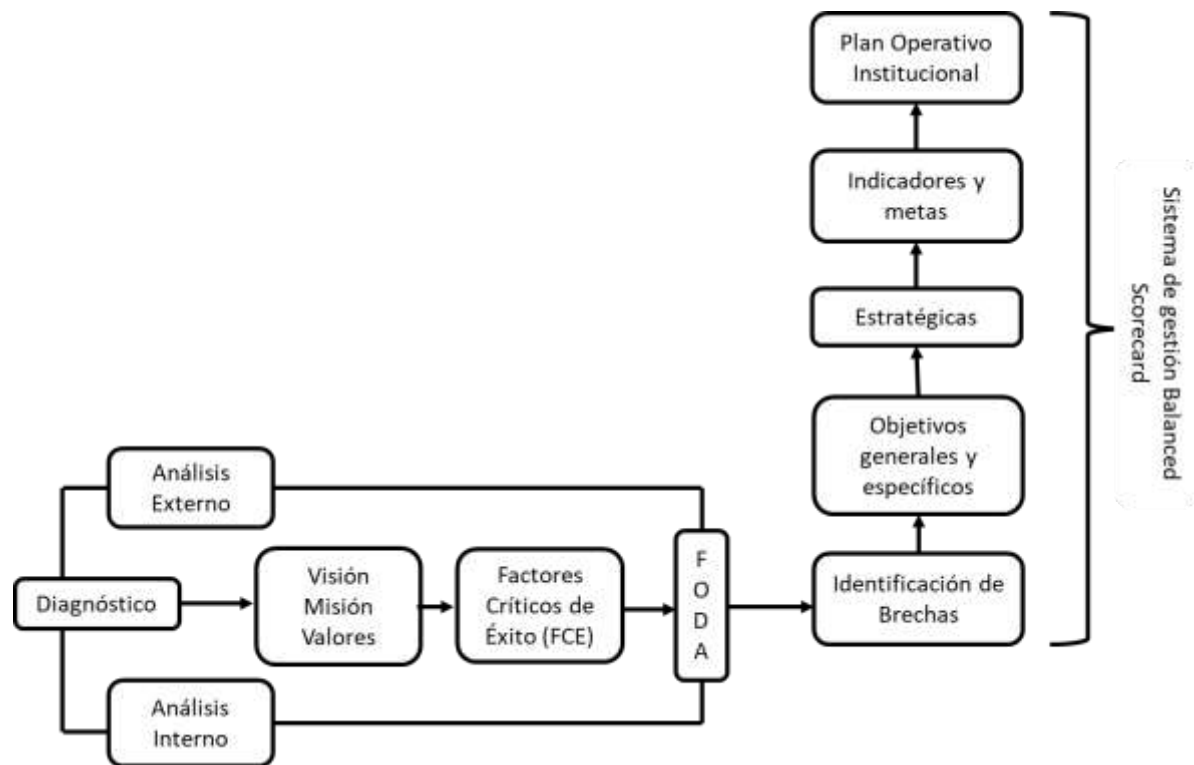 Plan Operativo
Institucional
Indicadores y
metas
Estratégicas
Objetivos
generales y
específicos
Identificación de
Brechas
Sistema de gestión Balanced
Scorecard
Análisis
Externo
Diagnóstico
Visión
Misión
Valores
Factores
Críticos de
Éxito (FCE)
F
O
D
A
Análisis
Interno